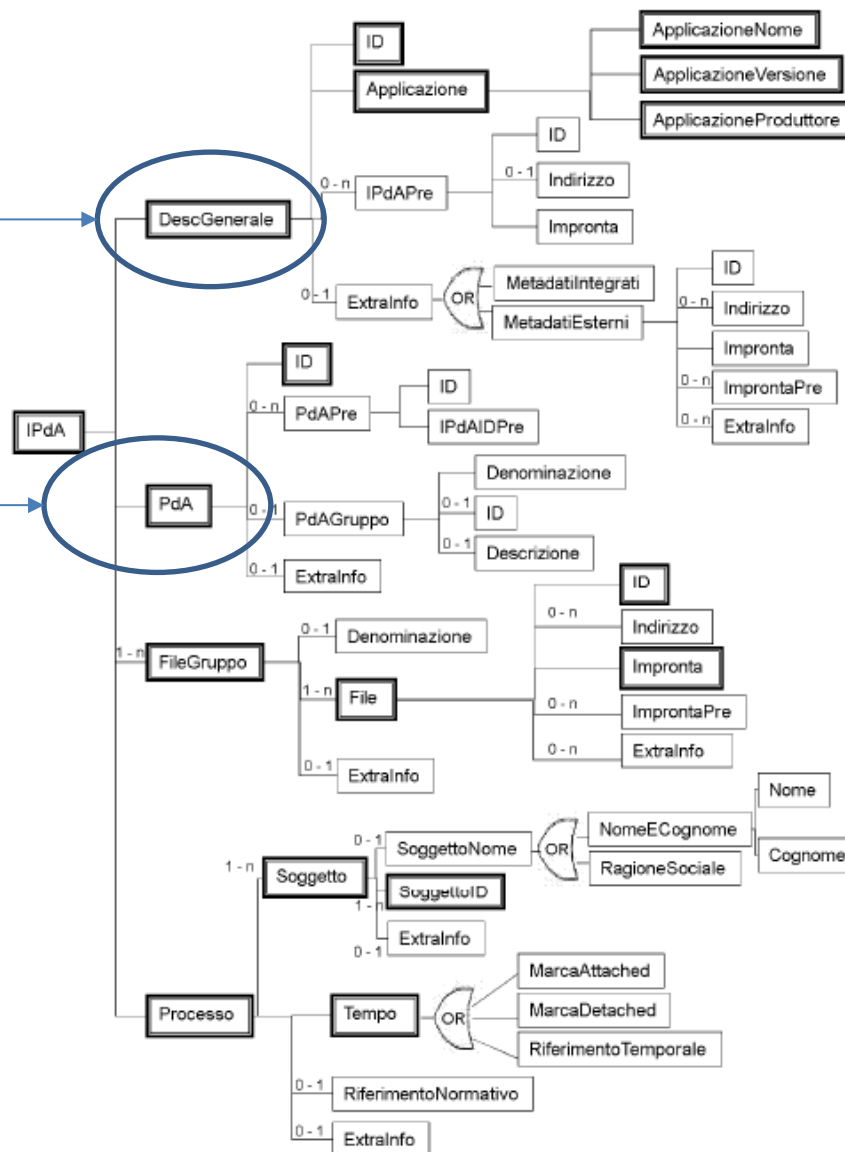 ID
ApplicazioneNome
Applicazione
ApplicazioneVersione
ApplicazioneProduttore
DescGenerale
0 - n
IPdAPre
ID
0 - 1
Indirizzo
Impronta
0 - 1
ExtraInfo
OR
MetadatiIntegrati
MetadatiEsterni
ID
0 - n
Indirizzo
Impronta
0 - n
ImprontaPre
0 - n
ExtraInfo
IPdA
PdA
ID
0 - n
PdAPre
ID
IPdAIDPre
0 - 1
PdAGruppo
Denominazione
0 - 1
ID
0 - 1
Descrizione
0 - 1
ExtraInfo
1 - n
FileGruppo
0 - 1
Denominazione
1 - n
File
ID
0 - n
Indirizzo
Impronta
0 - n
ImprontaPre
0 - n
ExtraInfo
0 - 1
ExtraInfo
Processo
1 - n
Soggetto
0 - 1
SoggettoNome
OR
NomeECognome
Nome
Cognome
RagioneSociale
1 - n
SoggettoID
0 - 1
ExtraInfo
Tempo
OR
MarcaAttached
MarcaDetached
RiferimentoTemporale
0 - 1
RiferimentoNormativo
0 - 1
ExtraInfo